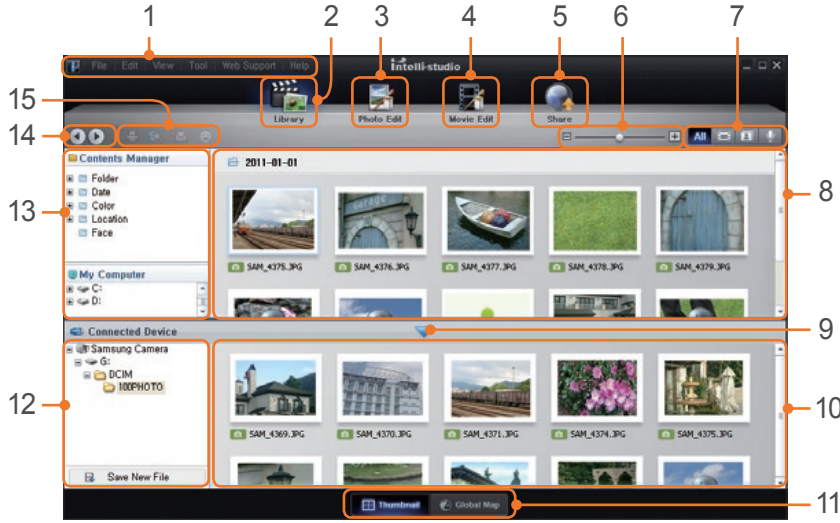 1 2 3 4 5 6 7
File Edit View Tool Web Support Help
intelli-studio
15
Library Photo Edit Movie Edit Share
14
All
Contents Manager
2011-01-01
8
13
Folder
Date
Color
Location
Face
SAM_4375.JPG SAM_4376.JPG SAM_4377.JPG SAM_4378.JPG SAM_4379.JPG
My Computer
C:
D:
Connected Device
9
Samsung Camera
G:
DCIM
100PHOTO
12
10
SAM_4369.JPG SAM_4370.JPG SAM_4371.JPG SAM_4374.JPG SAM_4375.JPG
Save New File
Thumbnail Global Map
11